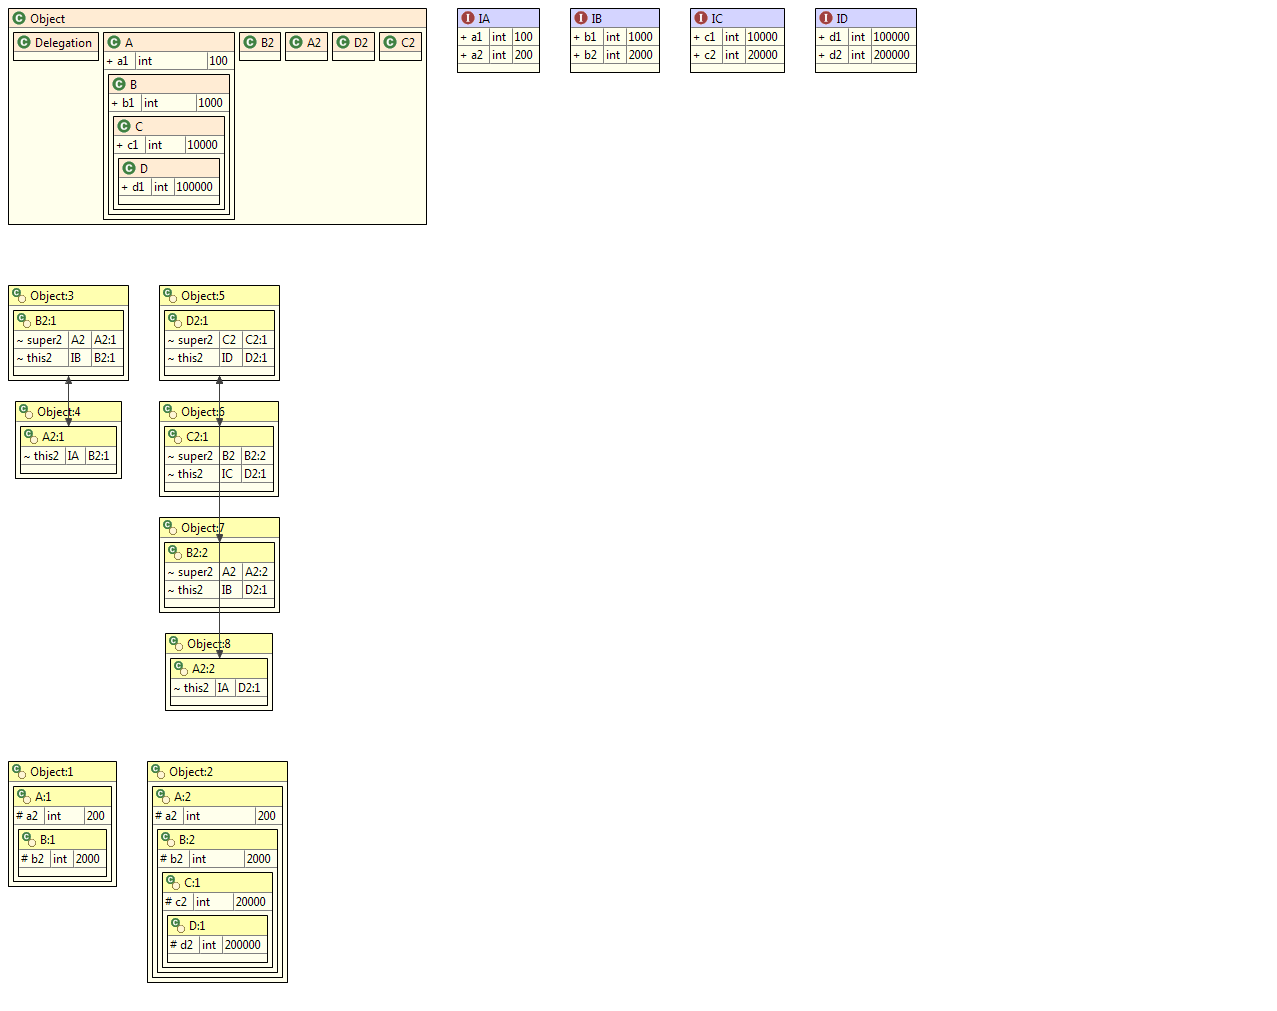 Object
Delegation
A
+ a1 int 100
B
+ b1 int 1000
C
+ c1 int 10000
D
+ d1 int 100000
B2
A2
D2
C2
IA
+ a1 int 100
+ a2 int 200
IB
+ b1 int 1000
+ b2 int 2000
IC
+ c1 int 10000
+ c2 int 20000
ID
+ d1 int 100000
+ d2 int 200000
Object:3
B2:1
~ super2 A2 A2:1
~ this2 IB B2:1
Object:4
A2:1
~ this2 IA B2:1
Object:5
D2:1
~ super2 C2 C2:1
~ this2 ID D2:1
Object:6
C2:1
~ super2 B2 B2:2
~ this2 IC D2:1
Object:7
B2:2
~ super2 A2 A2:2
~ this2 IB D2:1
Object:8
A2:2
~ this2 IA D2:1
Object:1
A:1
# a2 int 200
B:1
# b2 int 2000
Object:2
A:2
# a2 int 200
B:2
# b2 int 2000
C:1
# c2 int 20000
D:1
# d2 int 200000